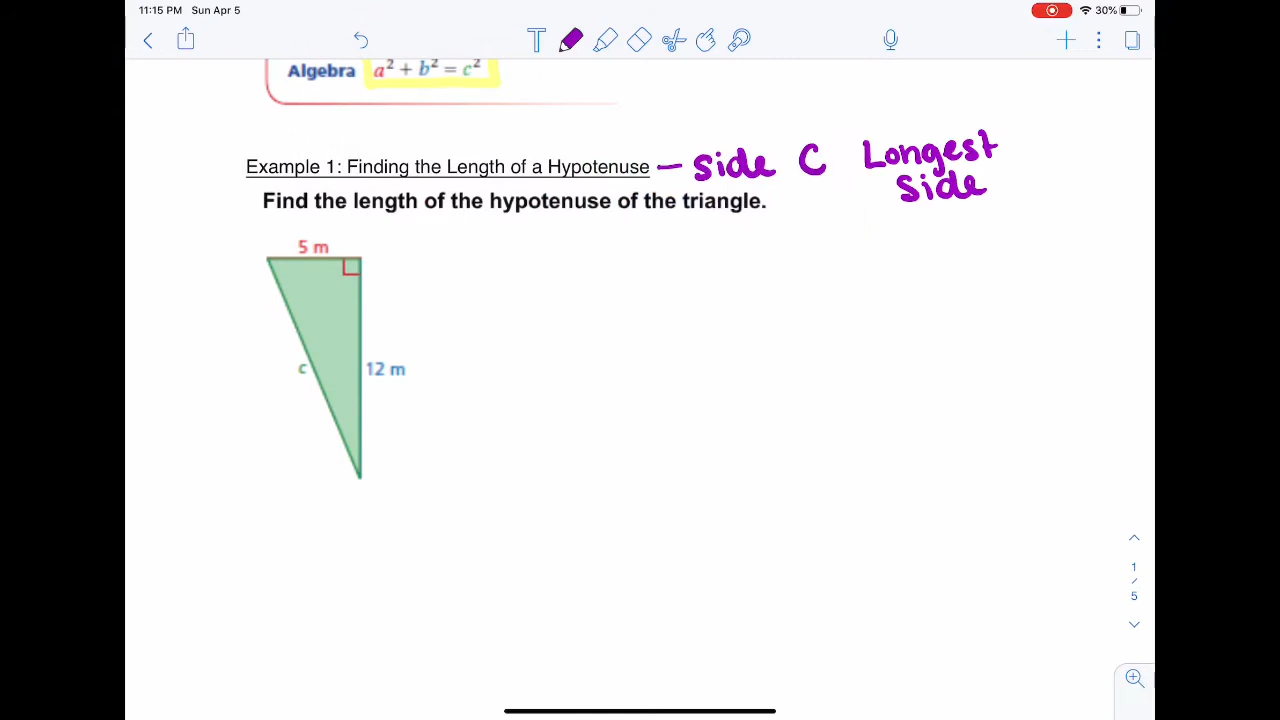 11:15 PM Sun Apr 5
30%
Algebra a² + b² = c²
Example 1: Finding the Length of a Hypotenuse — side C Longest
side
Find the length of the hypotenuse of the triangle.
5 m
c
12 m
1
/
5